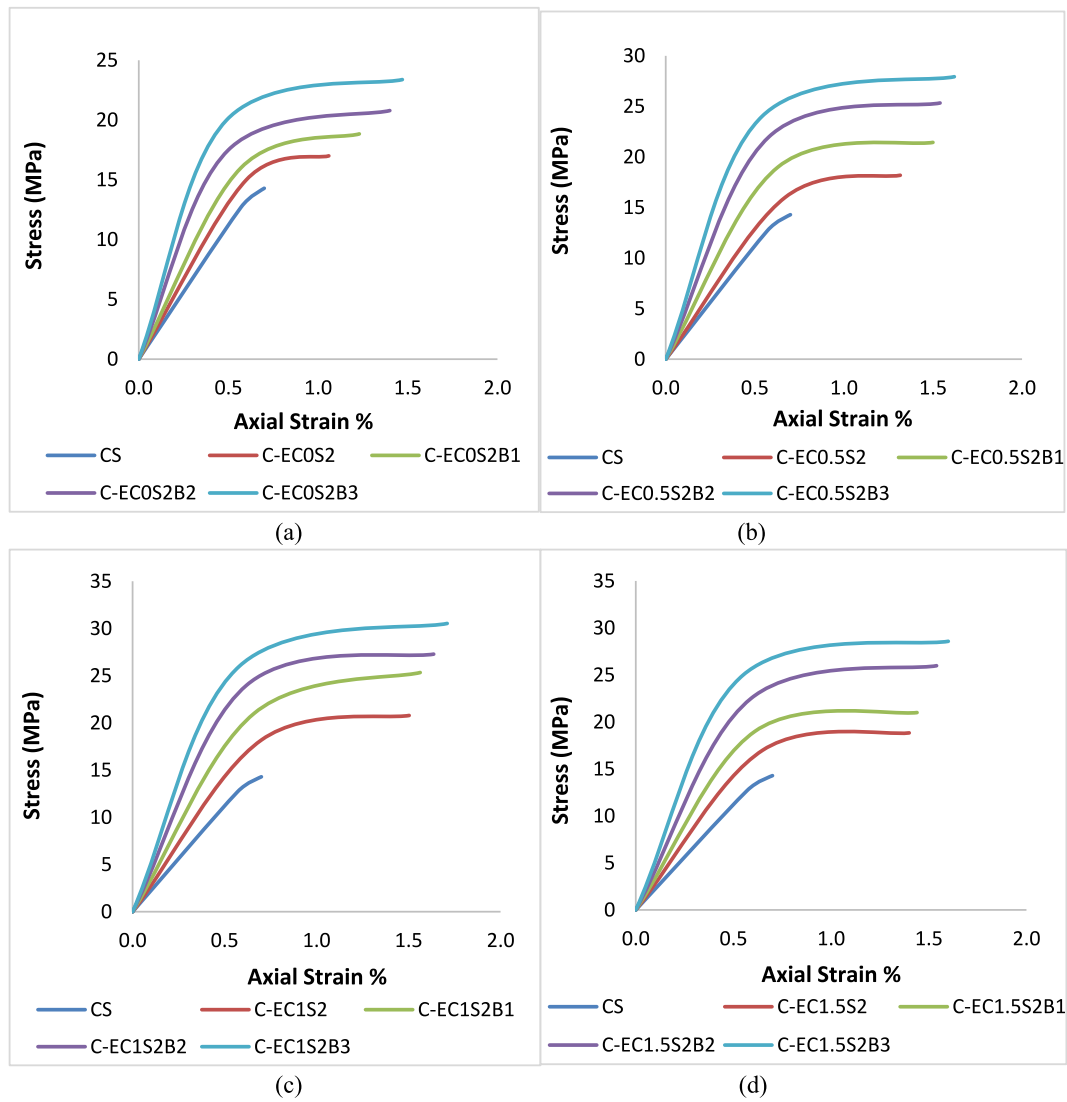 25
20
15
10
5
0
Stress (MPa)
0.0 0.5 1.0 1.5 2.0
Axial Strain %
CS C-EC0S2 C-EC0S2B1
C-EC0S2B2 C-EC0S2B3
(a)
30
25
20
15
10
5
0
Stress (MPa)
0.0 0.5 1.0 1.5 2.0
Axial Strain %
CS C-EC0.5S2 C-EC0.5S2B1
C-EC0.5S2B2 C-EC0.5S2B3
(b)
35
30
25
20
15
10
5
0
Stress (MPa)
0.0 0.5 1.0 1.5 2.0
Axial Strain %
CS C-EC1S2 C-EC1S2B1
C-EC1S2B2 C-EC1S2B3
(c)
35
30
25
20
15
10
5
0
Stress (MPa)
0.0 0.5 1.0 1.5 2.0
Axial Strain %
CS C-EC1.5S2 C-EC1.5S2B1
C-EC1.5S2B2 C-EC1.5S2B3
(d)